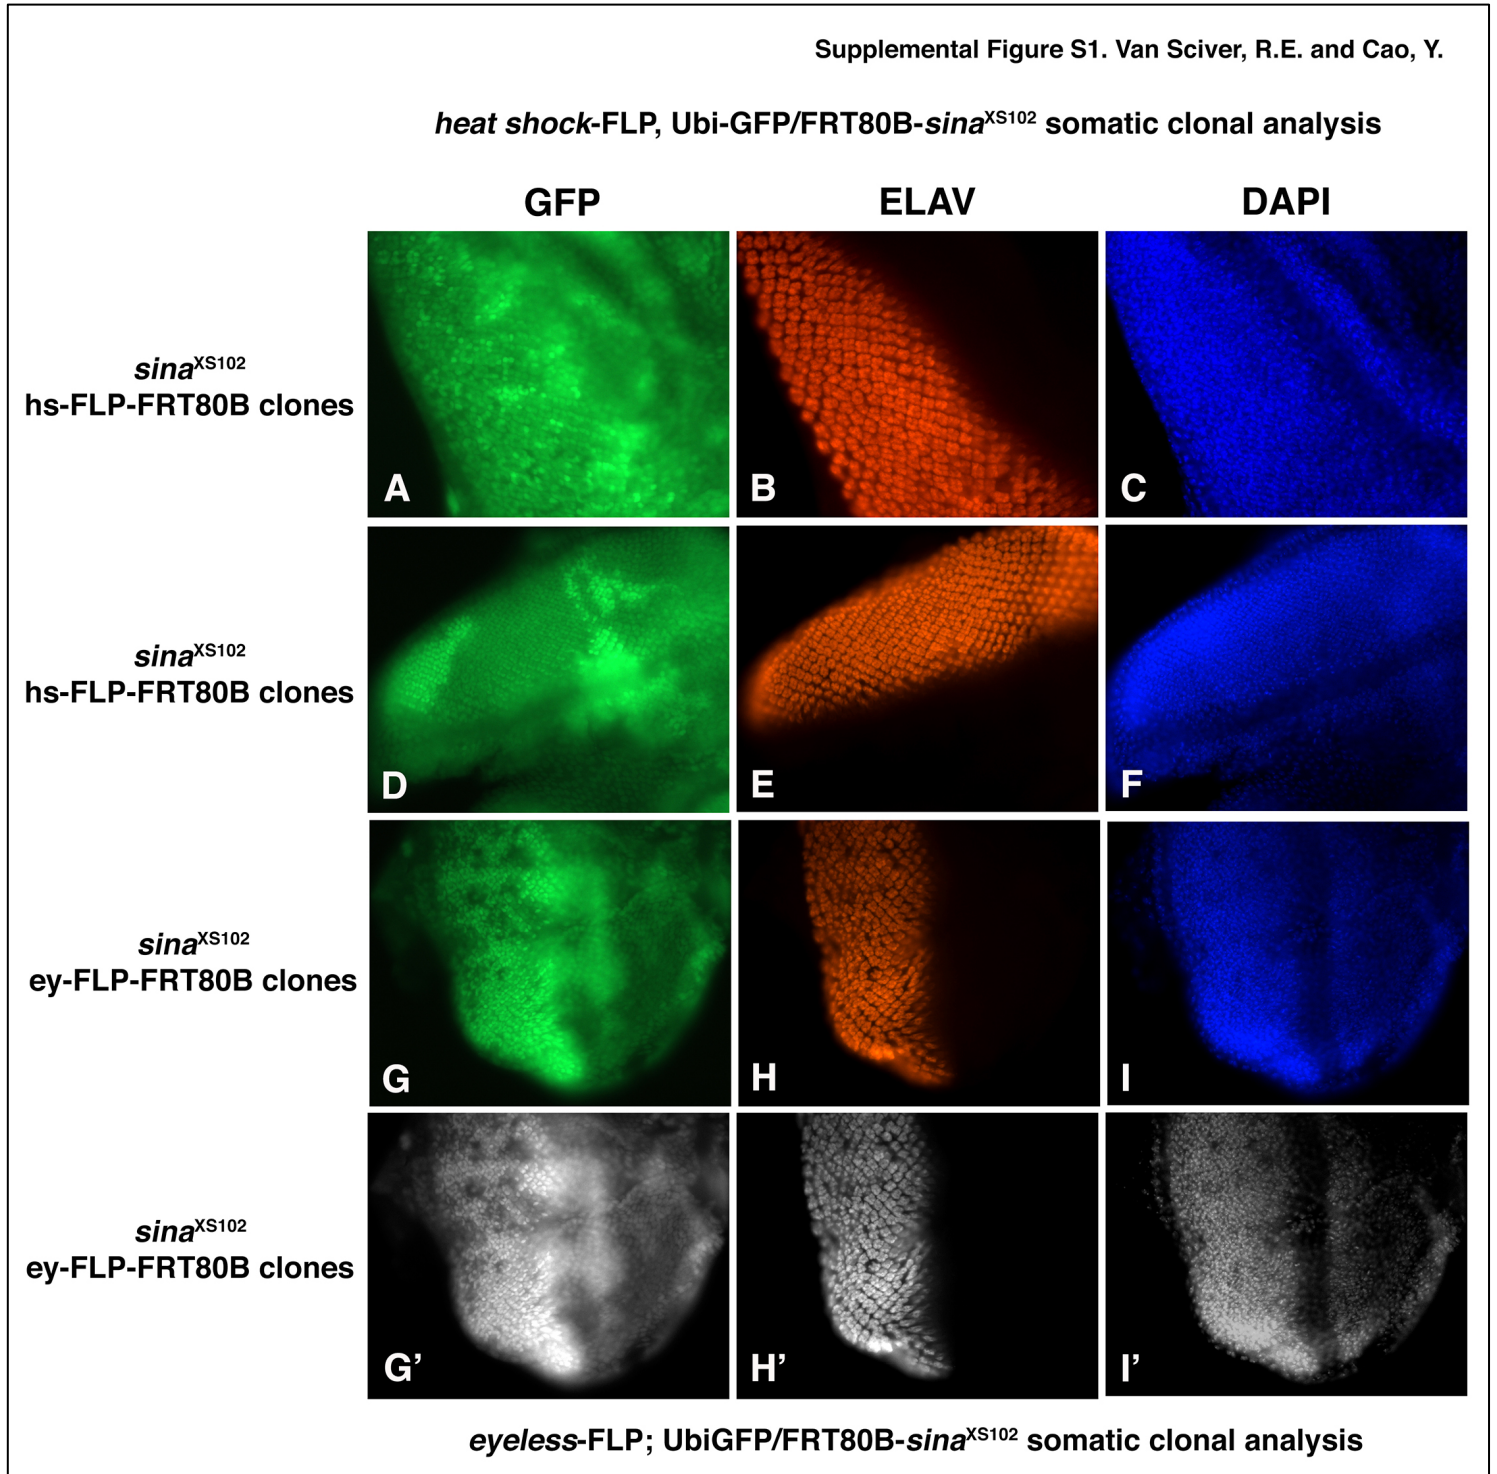 Supplemental Figure S1. Van Sciver, R.E. and Cao, Y.
heat shock-FLP, Ubi-GFP/FRT80B-sinaXS102 somatic clonal analysis
GFP ELAV DAPI
sinaXS102
hs-FLP-FRT80B clones
A B C
sinaXS102
hs-FLP-FRT80B clones
D E F
sinaXS102
ey-FLP-FRT80B clones
G H I
sinaXS102
ey-FLP-FRT80B clones
G’ H’ I’
eyeless-FLP; UbiGFP/FRT80B-sinaXS102 somatic clonal analysis